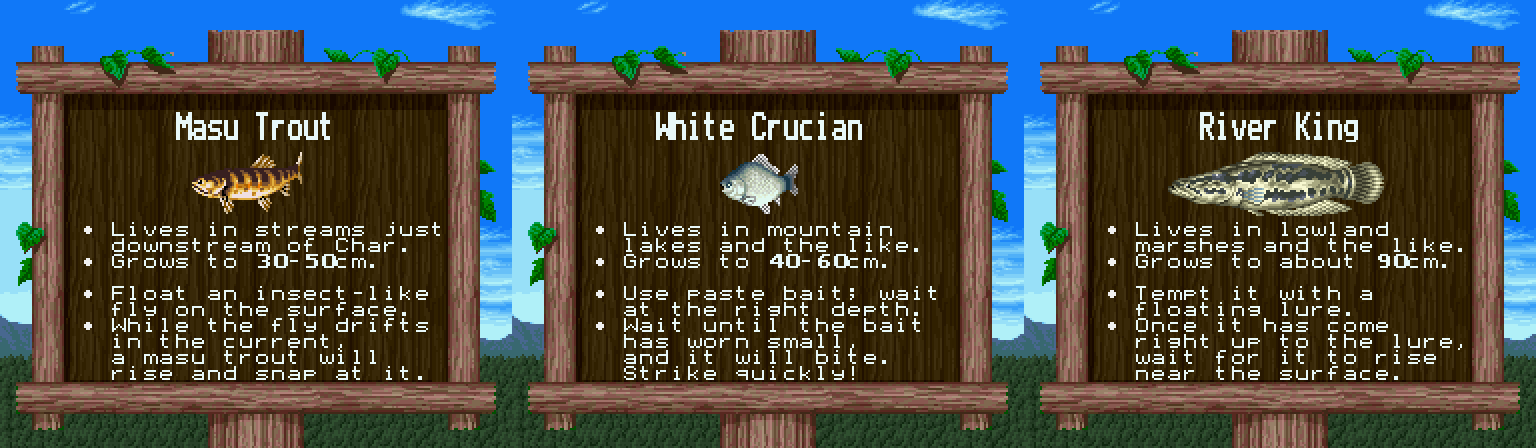 Masu Trout
• Lives in streams just
downstream of Char.
• Grows to 30-50cm.
• Float an insect-like
fly on the surface.
• While the fly drifts
in the current,
a masu trout will
rise and snap at it.
White Crucian
• Lives in mountain
lakes and the like.
• Grows to 40-60cm.
• Use paste bait; wait
at the right depth.
• Wait until the bait
has worn small,
and it will bite.
Strike quickly!
River King
• Lives in lowland
marshes and the like.
• Grows to about 90cm.
• Tempt it with a
floating lure.
• Once it has come
right up to the lure,
wait for it to rise
near the surface.